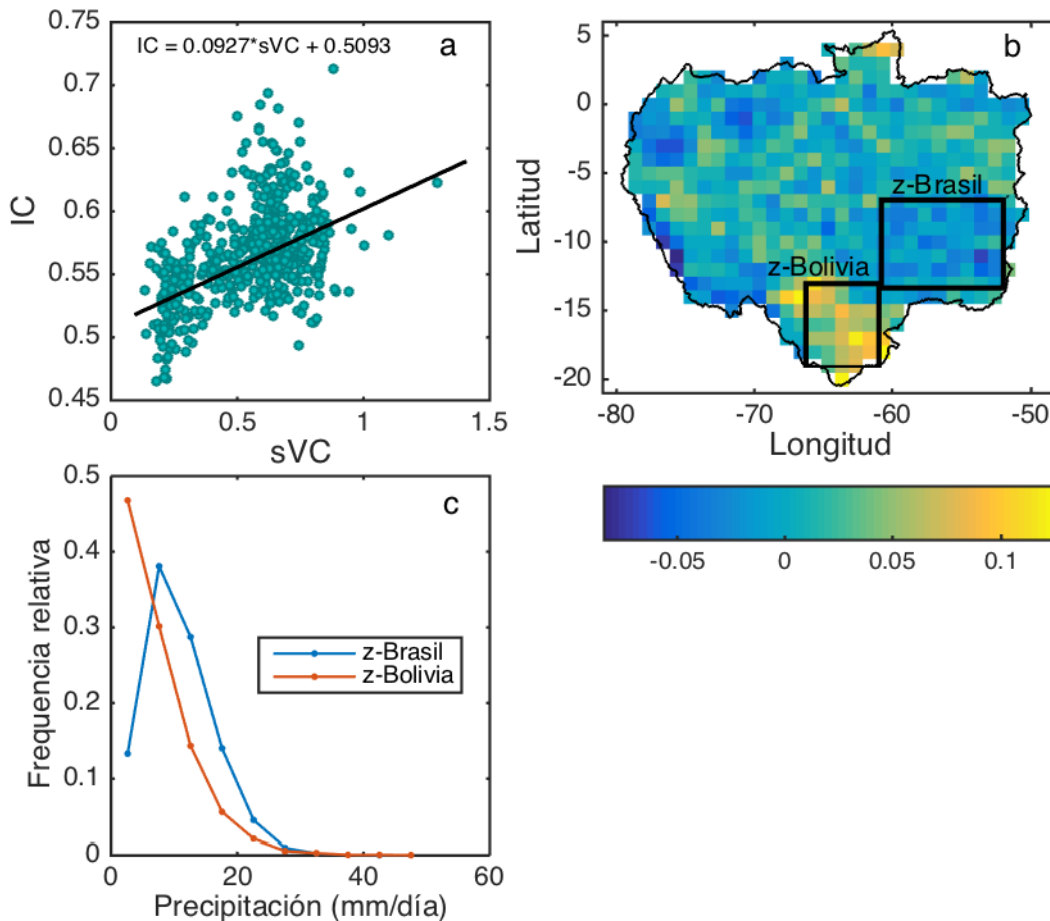 a
IC = 0.0927*sVC + 0.5093
0.75
0.7
0.65
0.6
0.55
0.5
0.45
IC
0
0.5
1
1.5
sVC
b
5
0
-5
-10
-15
-20
Latitud
z-Brasil
z-Bolivia
-80
-70
-60
-50
Longitud
-0.05
0
0.05
0.1
c
0.5
0.4
0.3
0.2
0.1
0
Frequencia relativa
z-Brasil
z-Bolivia
0
20
40
60
Precipitación (mm/día)